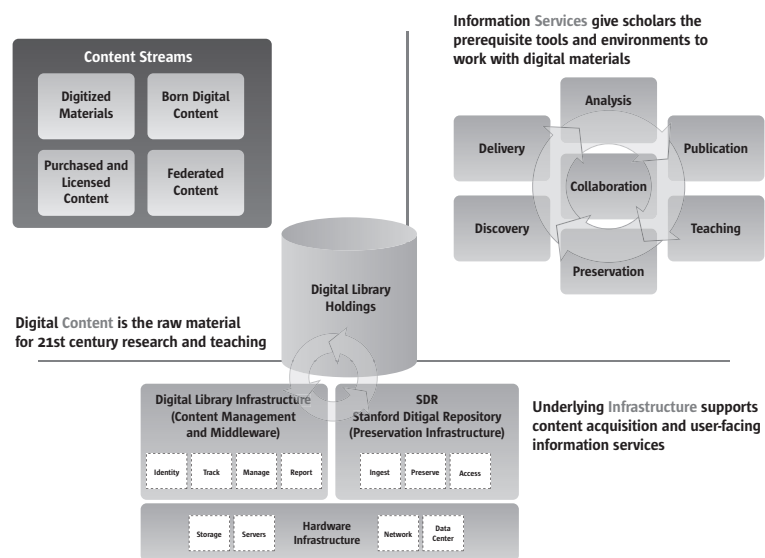 Content Streams
Digitized
Materials
Born Digital
Content
Purchased and
Licensed
Content
Federated
Content
Information Services give scholars the
prerequisite tools and environments to
work with digital materials
Analysis
Delivery
Publication
Collaboration
Discovery
Teaching
Preservation
Digital Library
Holdings
Digital Content is the raw material
for 21st century research and teaching
Digital Library Infrastructure
(Content Management
and Middleware)
Identity
Track
Manage
Report
SDR
Stanford Ditigal Repository
(Preservation Infrastructure)
Ingest
Preserve
Access
Underlying Infrastructure supports
content acquisition and user-facing
information services
Storage
Servers
Hardware
Infrastructure
Network
Data
Center